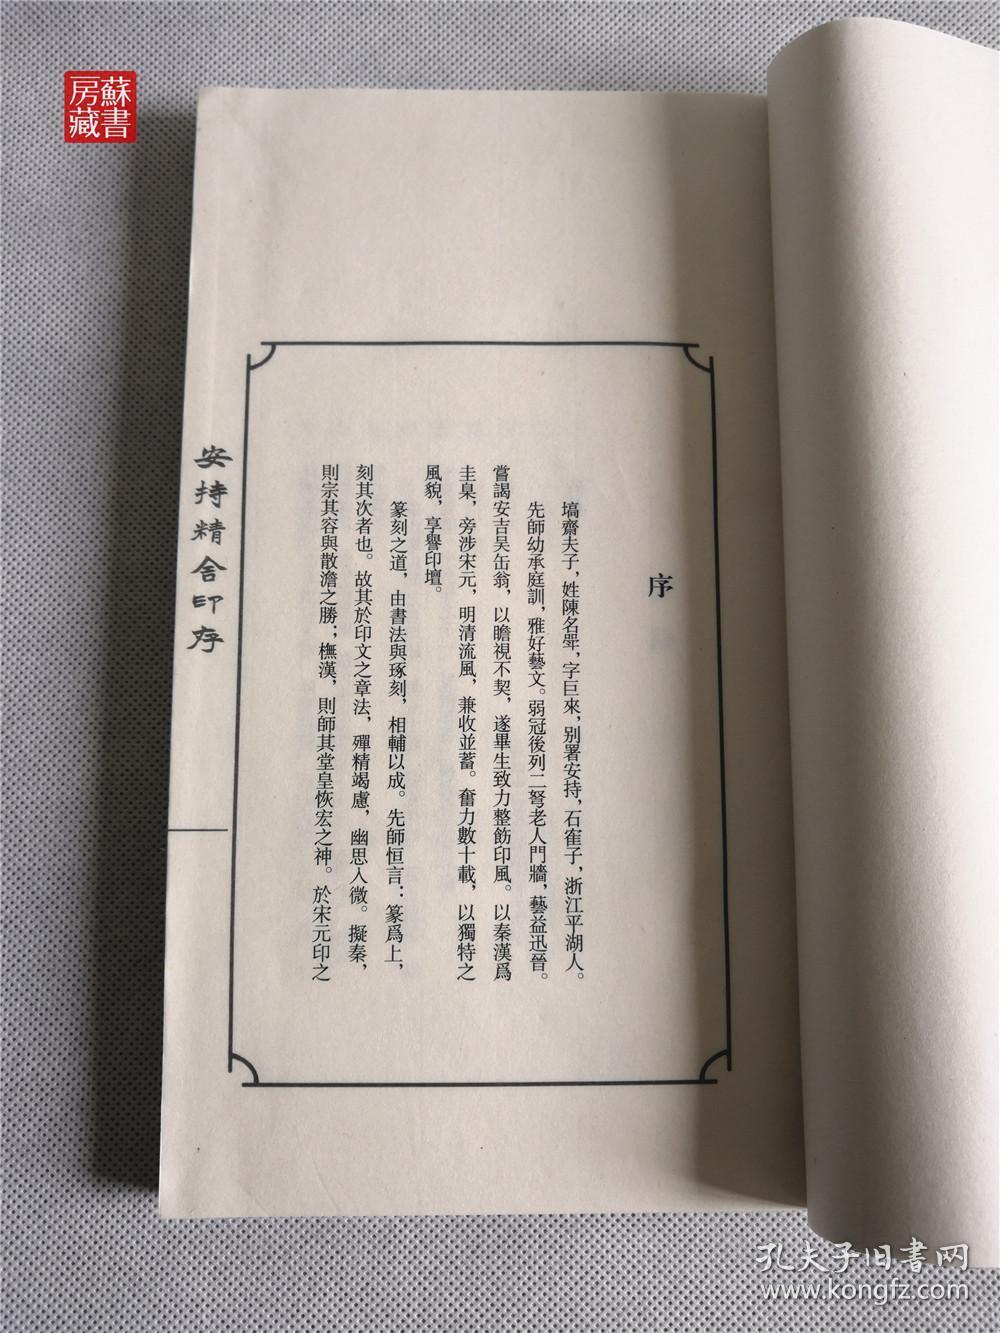 蘇書
房藏
序
塙齋夫子，姓陳名斝，字巨來，別署安持，石萑子，浙江平湖人。
先師幼承庭訓，雅好藝文。弱冠後列二弩老人門牆，藝益迅晉。
嘗謁安吉吴缶翁，以瞻視不契，遂畢生致力整飭印風。以秦漢爲
圭臬，旁涉宋元，明清流風，兼收並蓄。奮力數十載，以獨特之
風貌，享譽印壇。
篆刻之道，由書法與琢刻，相輔以成。先師恒言：篆爲上，
刻其次者也。故其於印文之章法，殫精竭慮，幽思入微。擬秦，
則宗其容與散澹之勝；橅漢，則師其堂皇恢宏之神。於宋元印之
安持精舍印存
孔夫子旧書网
www.kongfz.com